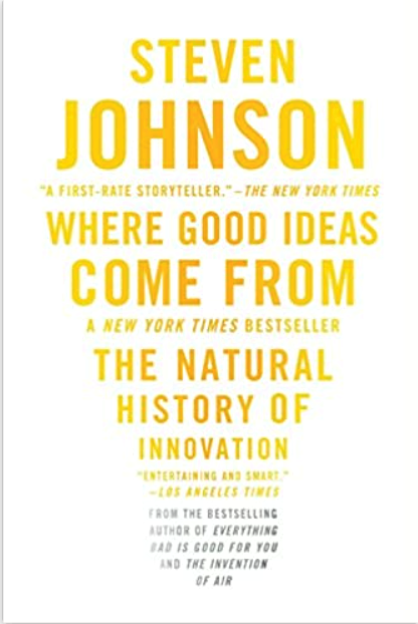 STEVEN
JOHNSON
"A FIRST-RATE STORYTELLER." –THE NEW YORK TIMES
WHERE GOOD IDEAS
COME FROM
A NEW YORK TIMES BESTSELLER
THE NATURAL
HISTORY OF
INNOVATION
"ENTERTAINING AND SMART."
–LOS ANGELES TIMES
FROM THE BESTSELLING
AUTHOR OF EVERYTHING
BAD IS GOOD FOR YOU
AND THE INVENTION
OF AIR